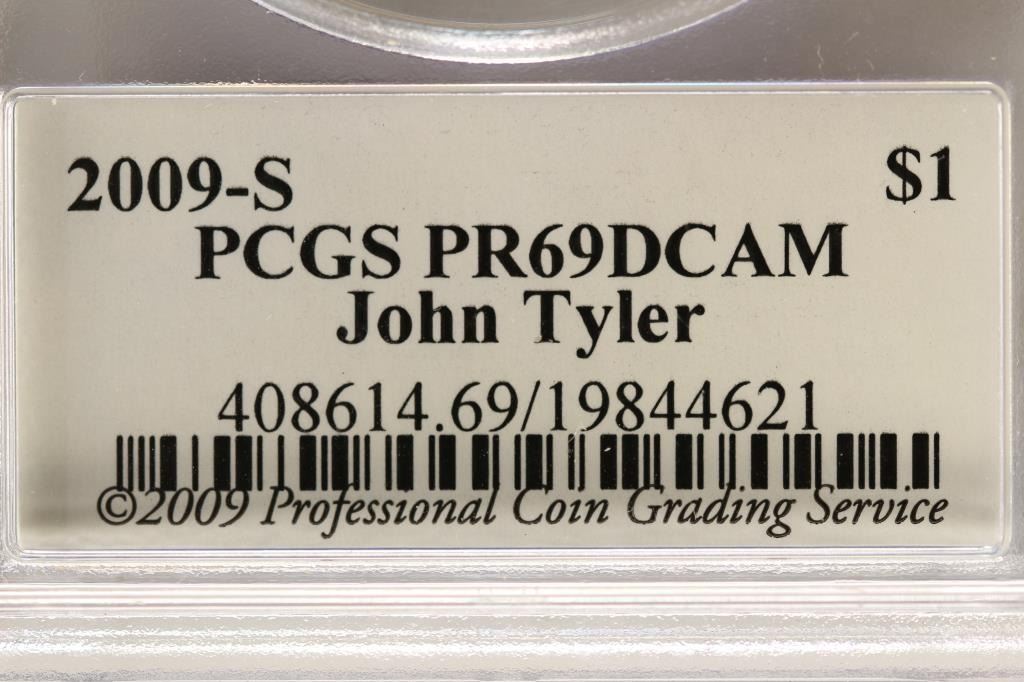 2009-S $1
PCGS PR69DCAM
John Tyler
408614.69/19844621
©2009 Professional Coin Grading Service